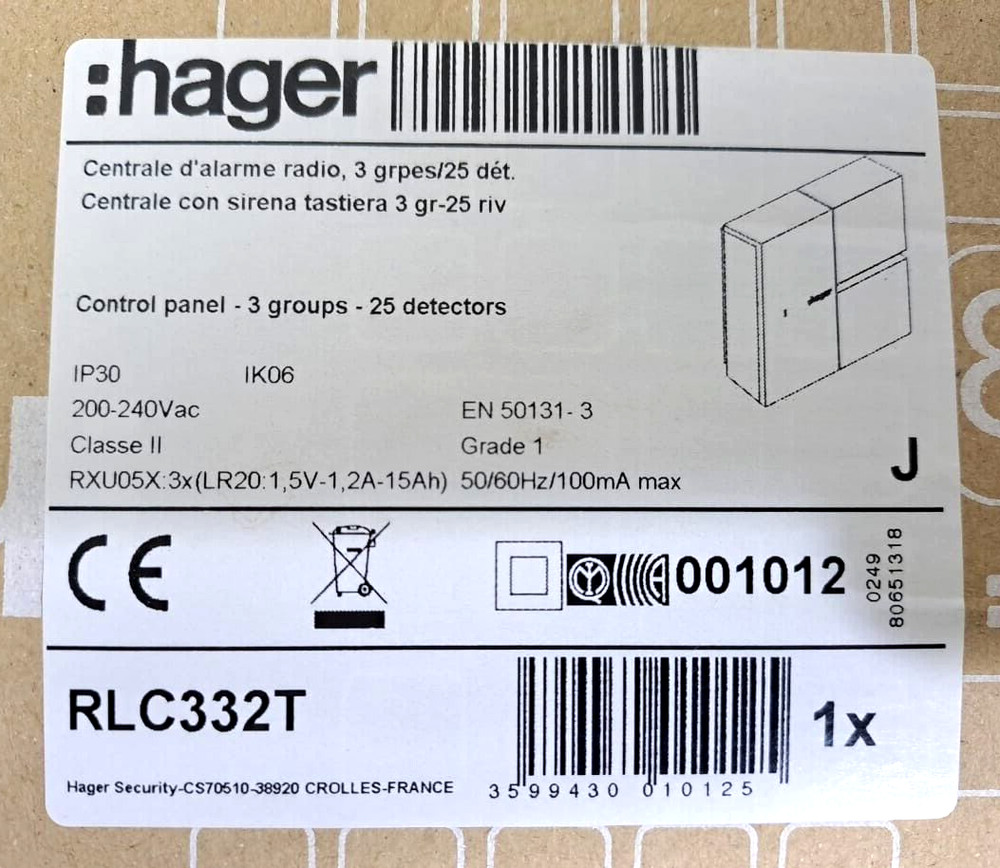 :hager
Centrale d'alarme radio, 3 grpes/25 dét.
Centrale con sirena tastiera 3 gr-25 riv
Control panel - 3 groups - 25 detectors
:hager
IP30 IK06
200-240Vac EN 50131- 3
Classe II Grade 1
RXU05X:3x(LR20:1,5V-1,2A-15Ah) 50/60Hz/100mA max
J
CE
001012
0249
80651318
RLC332T
1x
Hager Security-CS70510-38920 CROLLES-FRANCE
3599430 010125